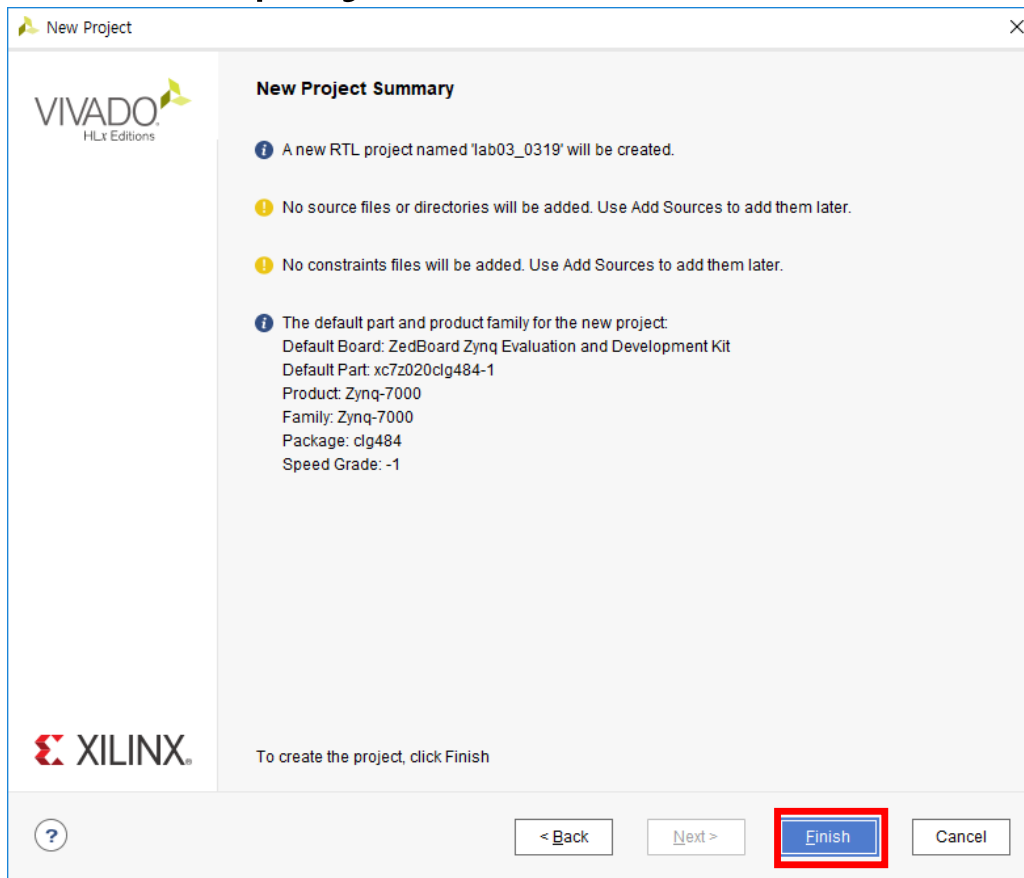 New Project
VIVADO.
HLx Editions
New Project Summary
A new RTL project named 'lab03_0319' will be created.
No source files or directories will be added. Use Add Sources to add them later.
No constraints files will be added. Use Add Sources to add them later.
The default part and product family for the new project:
Default Board: ZedBoard Zynq Evaluation and Development Kit
Default Part: xc7z020clg484-1
Product: Zynq-7000
Family: Zynq-7000
Package: clg484
Speed Grade: -1
XILINX®
To create the project, click Finish
?
< Back
Next >
Finish
Cancel